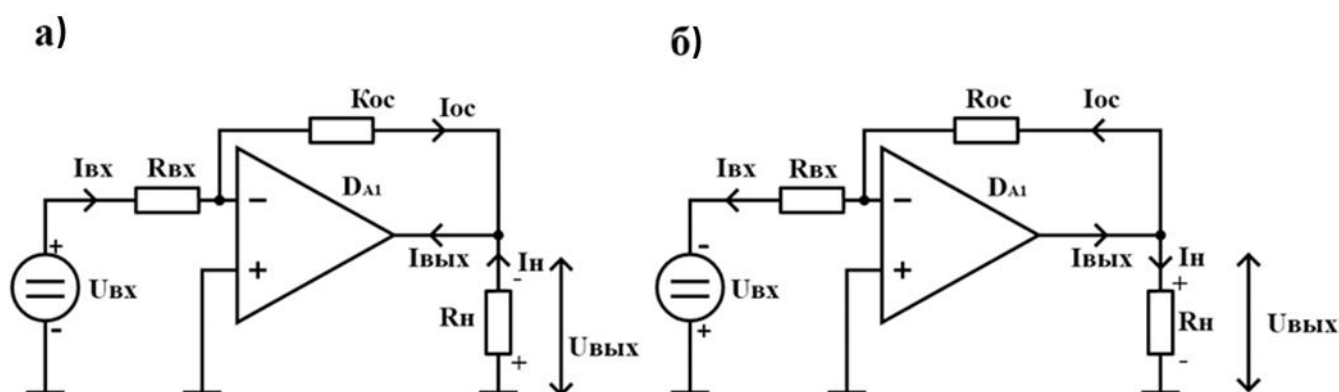 а)
Кос
Iос
Iвх
Rвх
DA1
−
+
+
Uвх
-
Iвых
Iн
-
Rн
+
Uвых
б)
Rос
Iос
Iвх
Rвх
DA1
−
+
-
Uвх
+
Iвых
Iн
+
Rн
-
Uвых